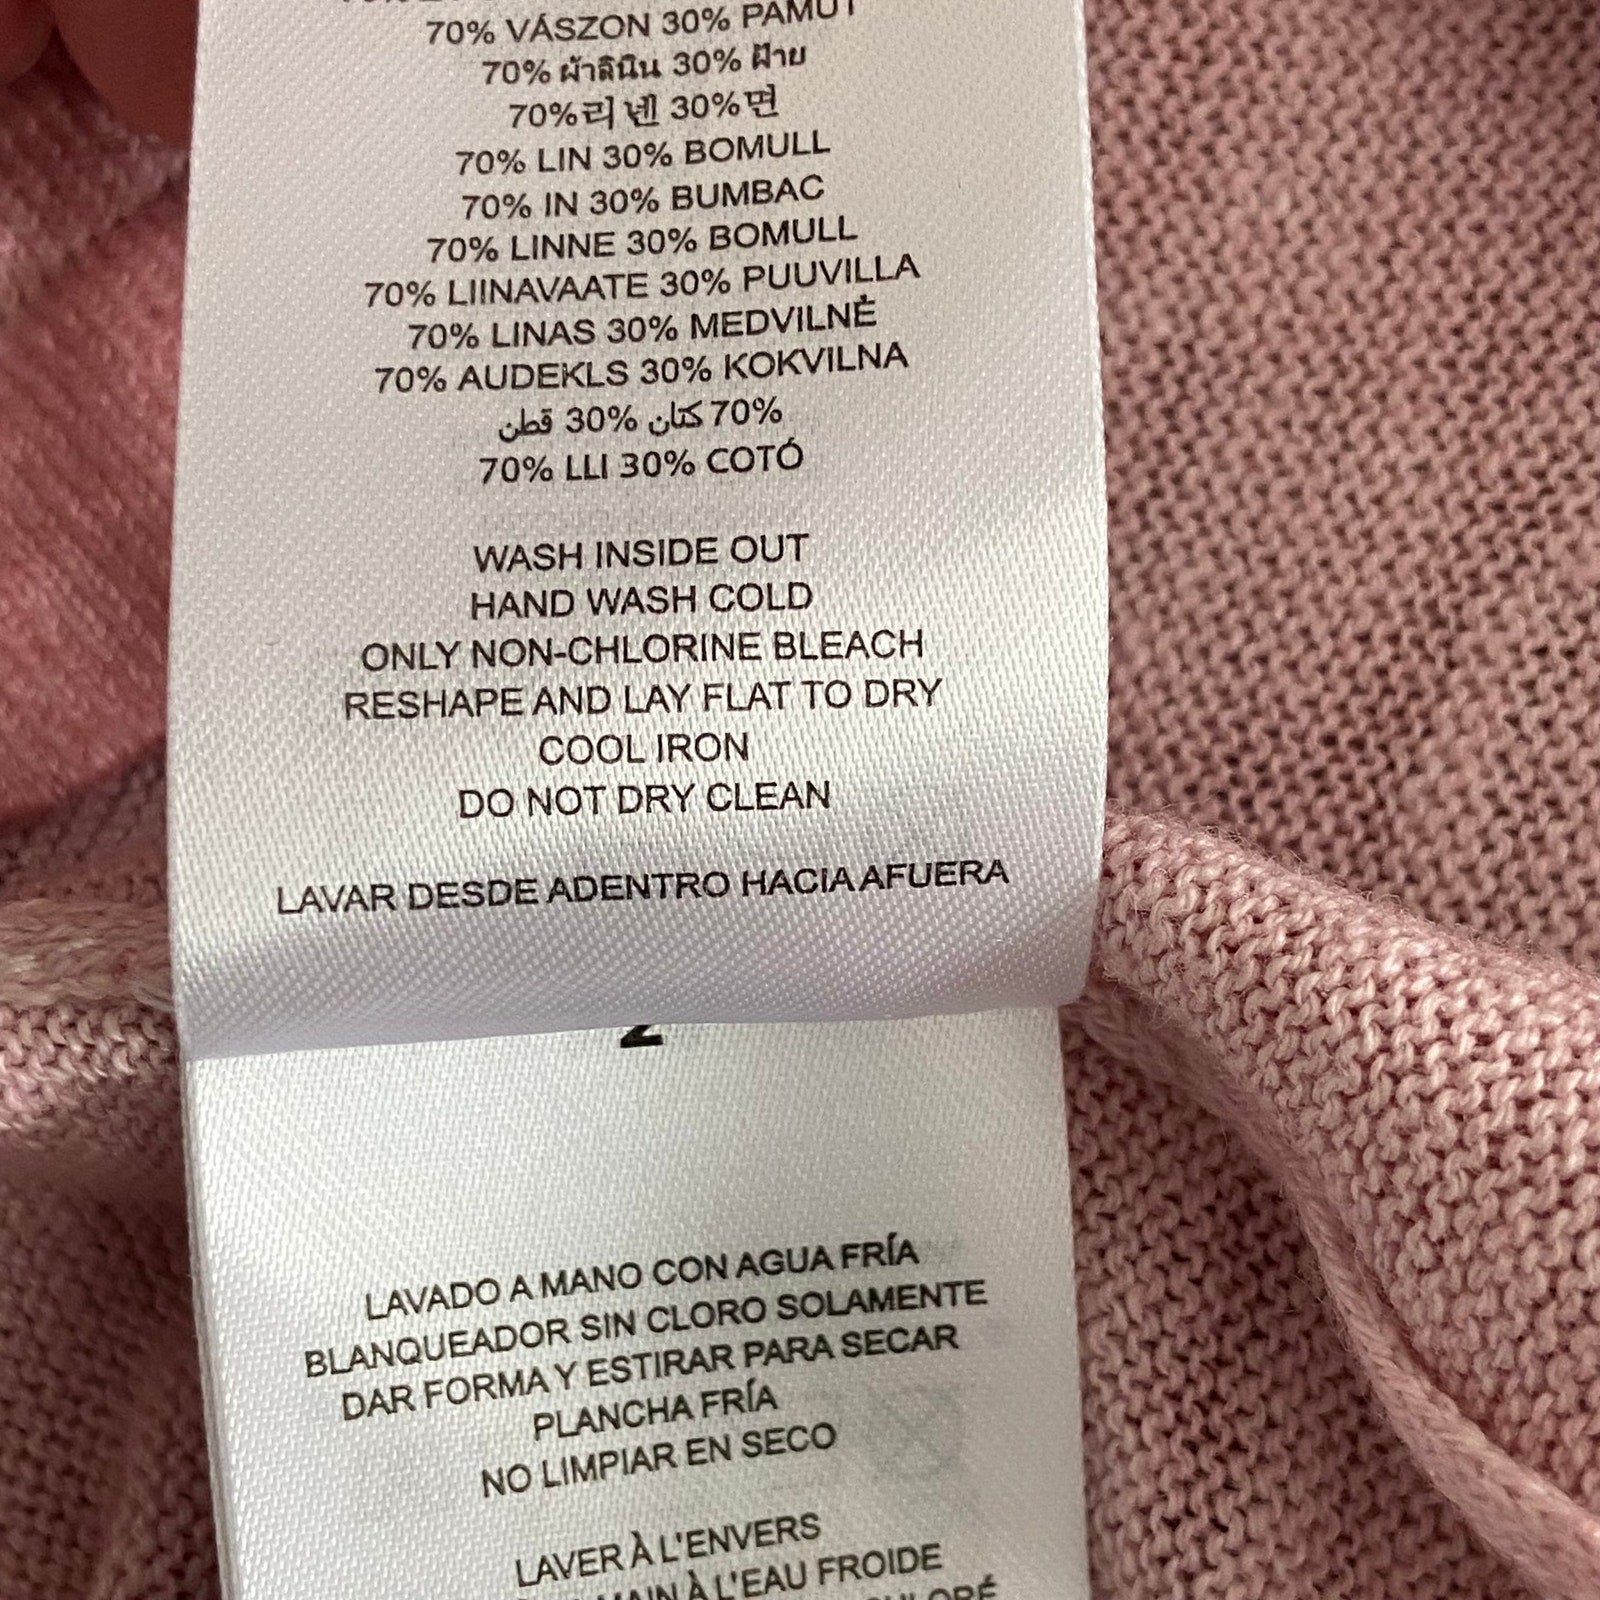 70% VÁSZON 30% PAMUT
70% ผ้าลินิน 30% ฝ้าย
70%리 넨 30%면
70% LIN 30% BOMULL
70% IN 30% BUMBAC
70% LINNE 30% BOMULL
70% LIINAVAATE 30% PUUVILLA
70% LINAS 30% MEDVILNĖ
70% AUDEKLS 30% KOKVILNA
70% كتان 30% قطن
70% LLI 30% COTÓ
WASH INSIDE OUT
HAND WASH COLD
ONLY NON-CHLORINE BLEACH
RESHAPE AND LAY FLAT TO DRY
COOL IRON
DO NOT DRY CLEAN
LAVAR DESDE ADENTRO HACIA AFUERA
2
LAVADO A MANO CON AGUA FRÍA
BLANQUEADOR SIN CLORO SOLAMENTE
DAR FORMA Y ESTIRAR PARA SECAR
PLANCHA FRÍA
NO LIMPIAR EN SECO
LAVER À L'ENVERS
MAIN À L'EAU FROIDE